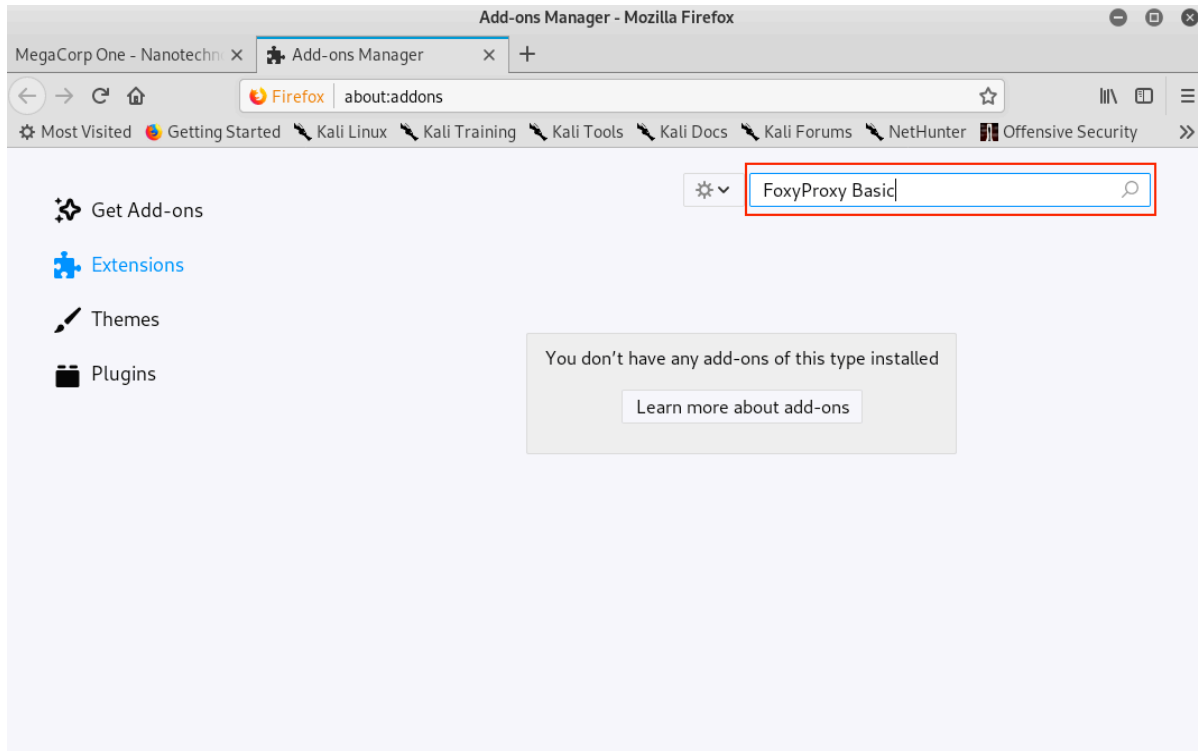 Add-ons Manager - Mozilla Firefox
MegaCorp One - Nanotechn
Add-ons Manager
Firefox about:addons
Most Visited Getting Started Kali Linux Kali Training Kali Tools Kali Docs Kali Forums NetHunter Offensive Security
FoxyProxy Basic
Get Add-ons
Extensions
Themes
You don't have any add-ons of this type installed
Plugins
Learn more about add-ons